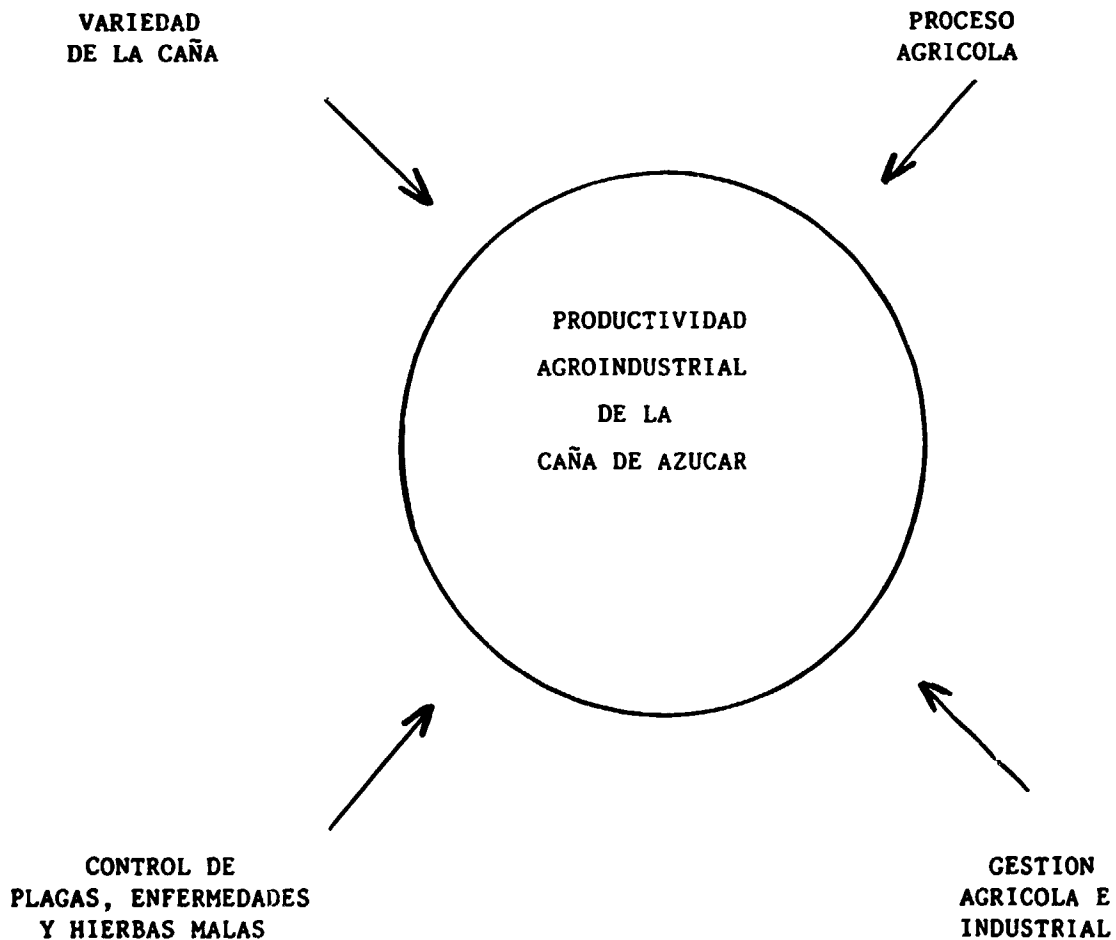 VARIEDAD
DE LA CAÑA
PROCESO
AGRICOLA
PRODUCTIVIDAD
AGROINDUSTRIAL
DE LA
CAÑA DE AZUCAR
CONTROL DE
PLAGAS, ENFERMEDADES
Y HIERBAS MALAS
GESTION
AGRICOLA E
INDUSTRIAL